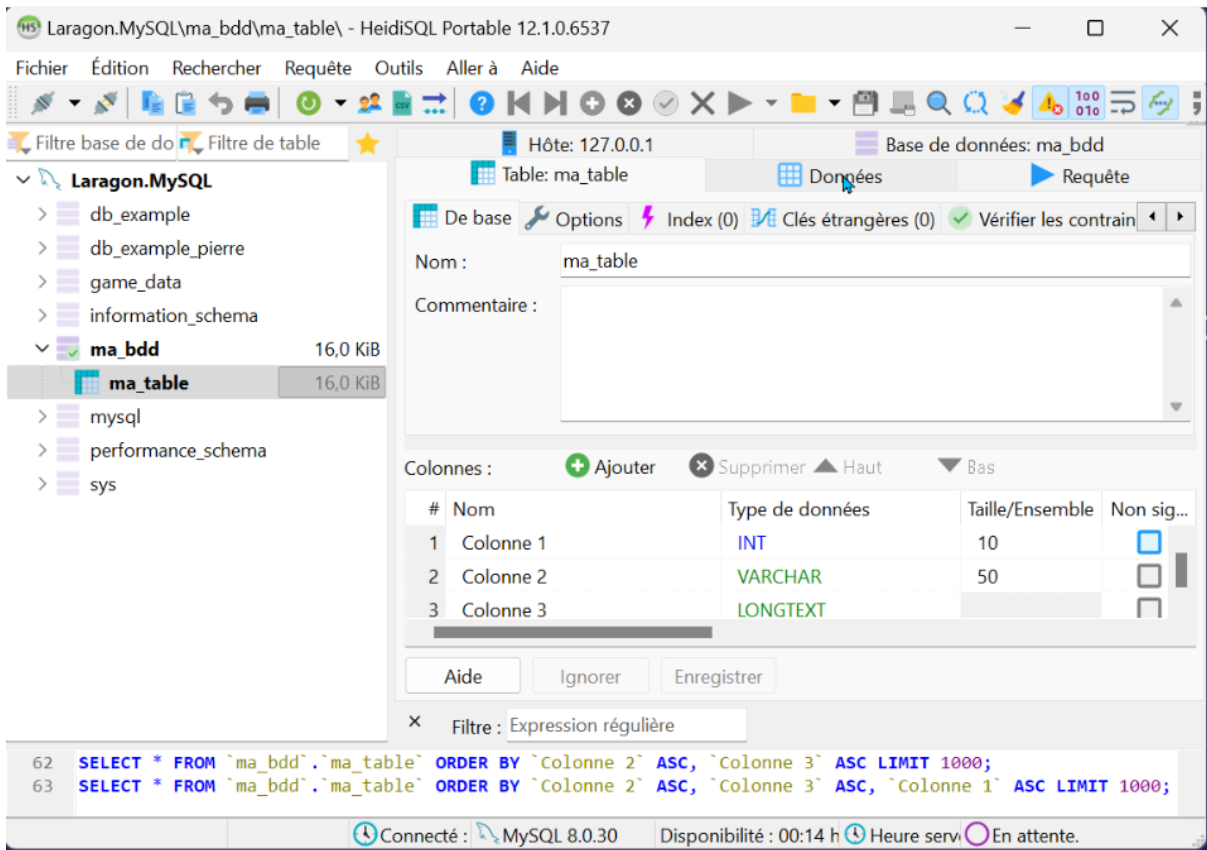 Laragon.MySQL\ma_bdd\ma_table\ - HeidiSQL Portable 12.1.0.6537
Fichier Édition Rechercher Requête Outils Aller à Aide
Filtre base de do Filtre de table
Laragon.MySQL
db_example
db_example_pierre
game_data
information_schema
ma_bdd 16,0 KiB
ma_table 16,0 KiB
mysql
performance_schema
sys
Hôte: 127.0.0.1 Base de données: ma_bdd
Table: ma_table Données Requête
De base Options Index (0) Clés étrangères (0) Vérifier les contrain
Nom : ma_table
Commentaire :
Colonnes : Ajouter Supprimer Haut Bas
# Nom Type de données Taille/Ensemble Non sig...
1 Colonne 1 INT 10
2 Colonne 2 VARCHAR 50
3 Colonne 3 LONGTEXT
Aide Ignorer Enregistrer
Filtre : Expression régulière
62 SELECT * FROM `ma_bdd`.`ma_table` ORDER BY `Colonne 2` ASC, `Colonne 3` ASC LIMIT 1000;
63 SELECT * FROM `ma_bdd`.`ma_table` ORDER BY `Colonne 2` ASC, `Colonne 3` ASC, `Colonne 1` ASC LIMIT 1000;
Connecté : MySQL 8.0.30 Disponibilité : 00:14 h Heure serv En attente.